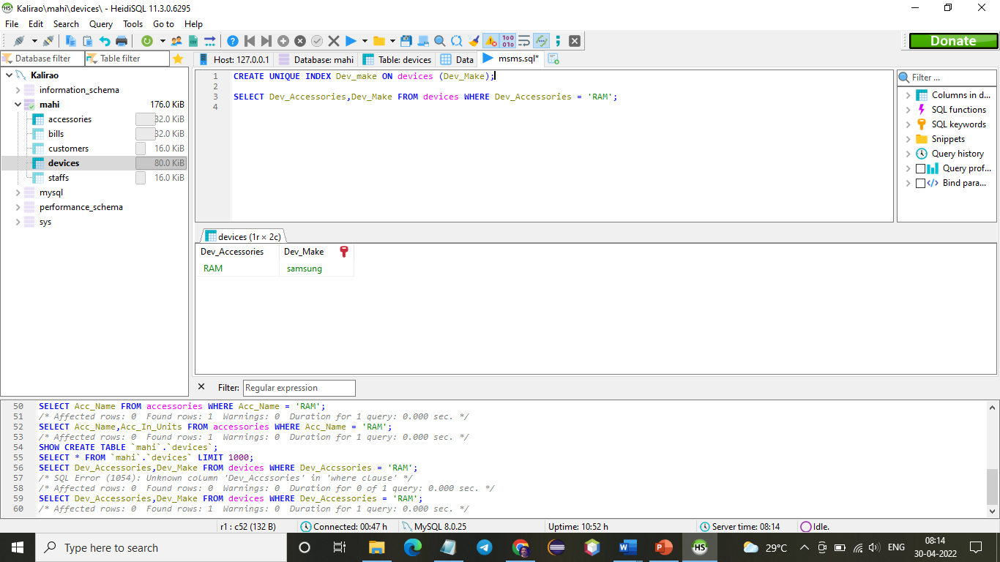 Kalirao\mahi\devices\ - HeidiSQL 11.3.0.6295
File Edit Search Query Tools Go to Help
Donate
Database filter Table filter
Host: 127.0.0.1 Database: mahi Table: devices Data msms.sql*
Kalirao
information_schema
mahi 176.0 KiB
accessories 32.0 KiB
bills 32.0 KiB
customers 16.0 KiB
devices 80.0 KiB
staffs 16.0 KiB
mysql
performance_schema
sys
1 CREATE UNIQUE INDEX Dev_make ON devices (Dev_Make);
2
3 SELECT Dev_Accessories,Dev_Make FROM devices WHERE Dev_Accessories = 'RAM';
4
Filter ...
Columns in d...
SQL functions
SQL keywords
Snippets
Query history
Query prof...
Bind para...
devices (1r × 2c)
Dev_Accessories Dev_Make
RAM samsung
Filter: Regular expression
50 SELECT Acc_Name FROM accessories WHERE Acc_Name = 'RAM';
51 /* Affected rows: 0 Found rows: 1 Warnings: 0 Duration for 1 query: 0.000 sec. */
52 SELECT Acc_Name,Acc_In_Units FROM accessories WHERE Acc_Name = 'RAM';
53 /* Affected rows: 0 Found rows: 1 Warnings: 0 Duration for 1 query: 0.000 sec. */
54 SHOW CREATE TABLE `mahi`.`devices`;
55 SELECT * FROM `mahi`.`devices` LIMIT 1000;
56 SELECT Dev_Accessories,Dev_Make FROM devices WHERE Dev_Accssories = 'RAM';
57 /* SQL Error (1054): Unknown column 'Dev_Accssories' in 'where clause' */
58 /* Affected rows: 0 Found rows: 0 Warnings: 0 Duration for 0 of 1 query: 0.000 sec. */
59 SELECT Dev_Accessories,Dev_Make FROM devices WHERE Dev_Accessories = 'RAM';
60 /* Affected rows: 0 Found rows: 1 Warnings: 0 Duration for 1 query: 0.000 sec. */
r1 : c52 (132 B) Connected: 00:47 h MySQL 8.0.25 Uptime: 10:52 h Server time: 08:14 Idle.
Type here to search
HS
29°C
ENG
08:14
30-04-2022